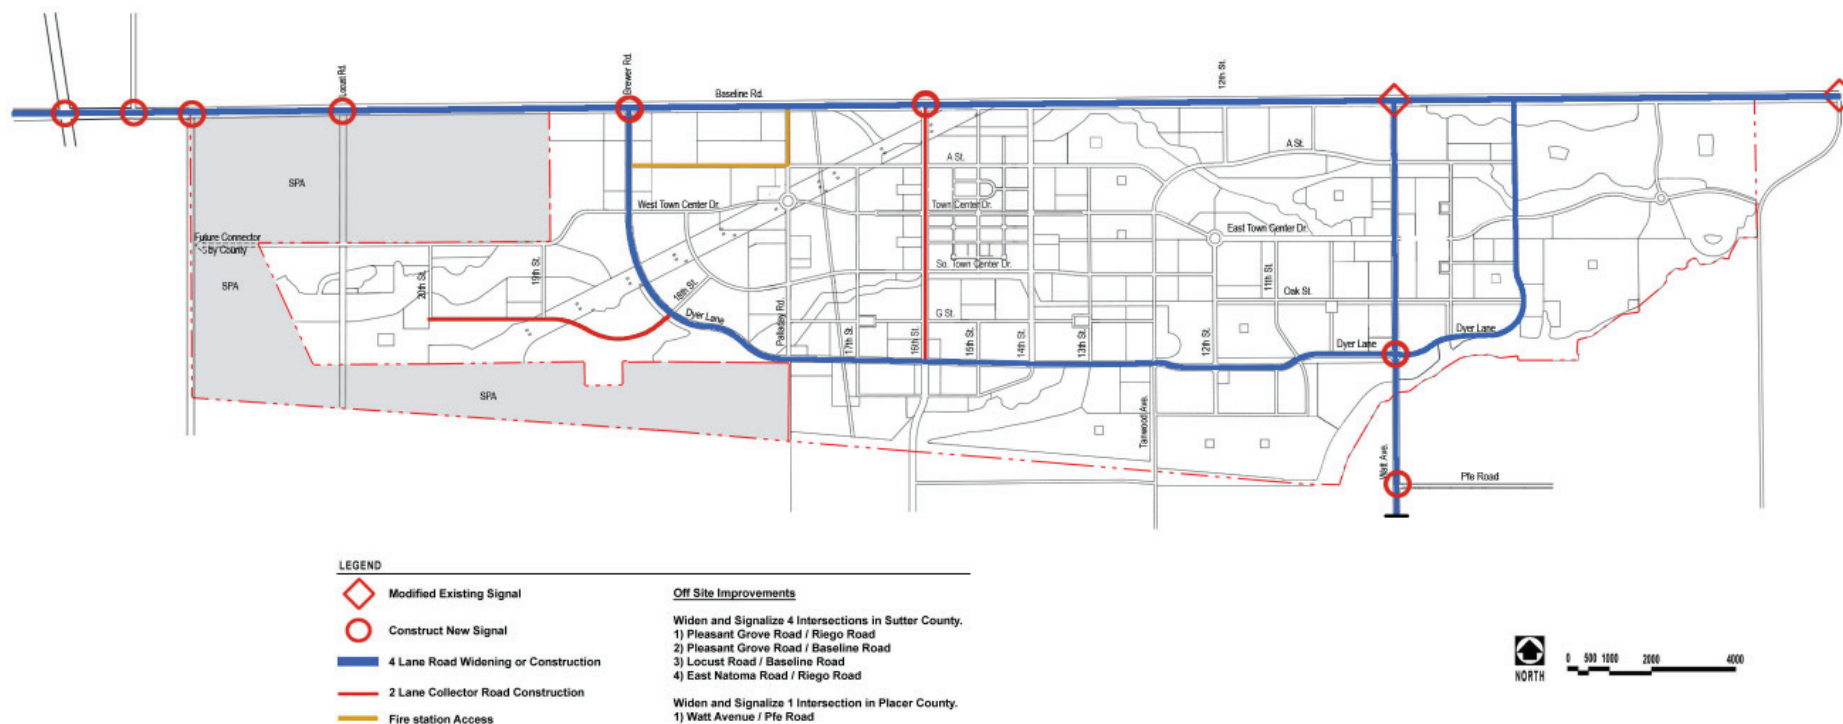 Locust Rd.
Brewer Rd.
Baseline Rd.
12th St.
A St.
A St.
SPA
West Town Center Dr.
Town Center Dr.
East Town Center Dr.
Future Connector
by County
SPA
20th St.
19th St.
18th St.
So. Town Center Dr.
11th St.
Oak St.
Dyer Lane
Palladay Rd.
G St.
17th St.
16th St.
15th St.
14th St.
13th St.
12th St.
Dyer Lane
Dyer Lane
SPA
Tanwood Ave.
Watt Ave.
Pfe Road
LEGEND
Modified Existing Signal
Construct New Signal
4 Lane Road Widening or Construction
2 Lane Collector Road Construction
Fire station Access
Off Site Improvements
Widen and Signalize 4 Intersections in Sutter County.
1) Pleasant Grove Road / Riego Road
2) Pleasant Grove Road / Baseline Road
3) Locust Road / Baseline Road
4) East Natoma Road / Riego Road
Widen and Signalize 1 Intersection in Placer County.
1) Watt Avenue / Pfe Road
NORTH
0 500 1000 2000 4000